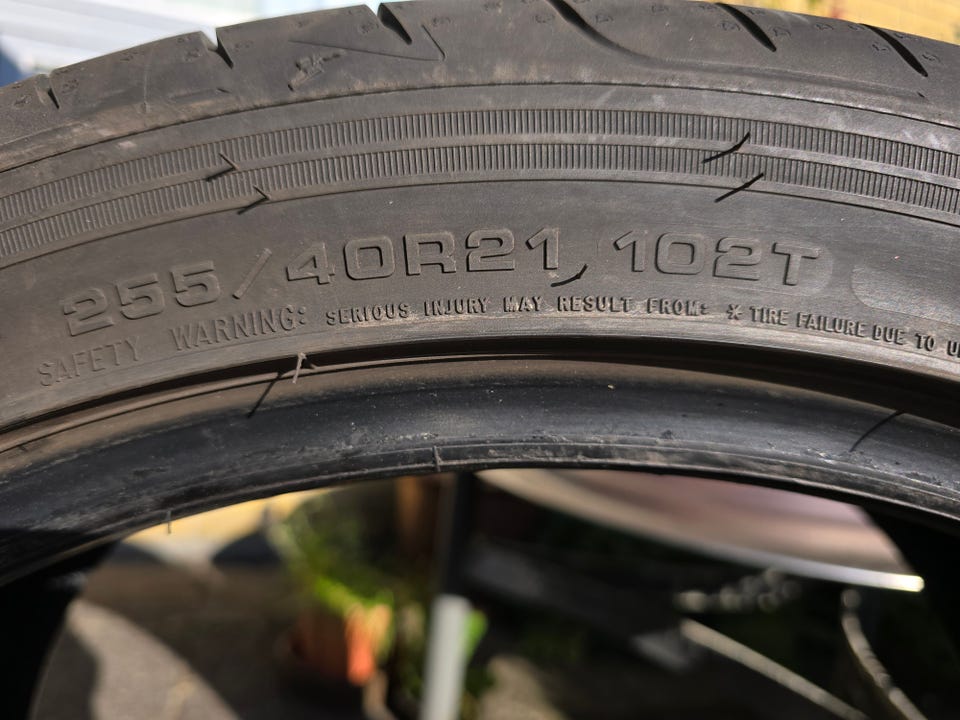 255/40R21 102T
SAFETY WARNING: SERIOUS INJURY MAY RESULT FROM: * TIRE FAILURE DUE TO